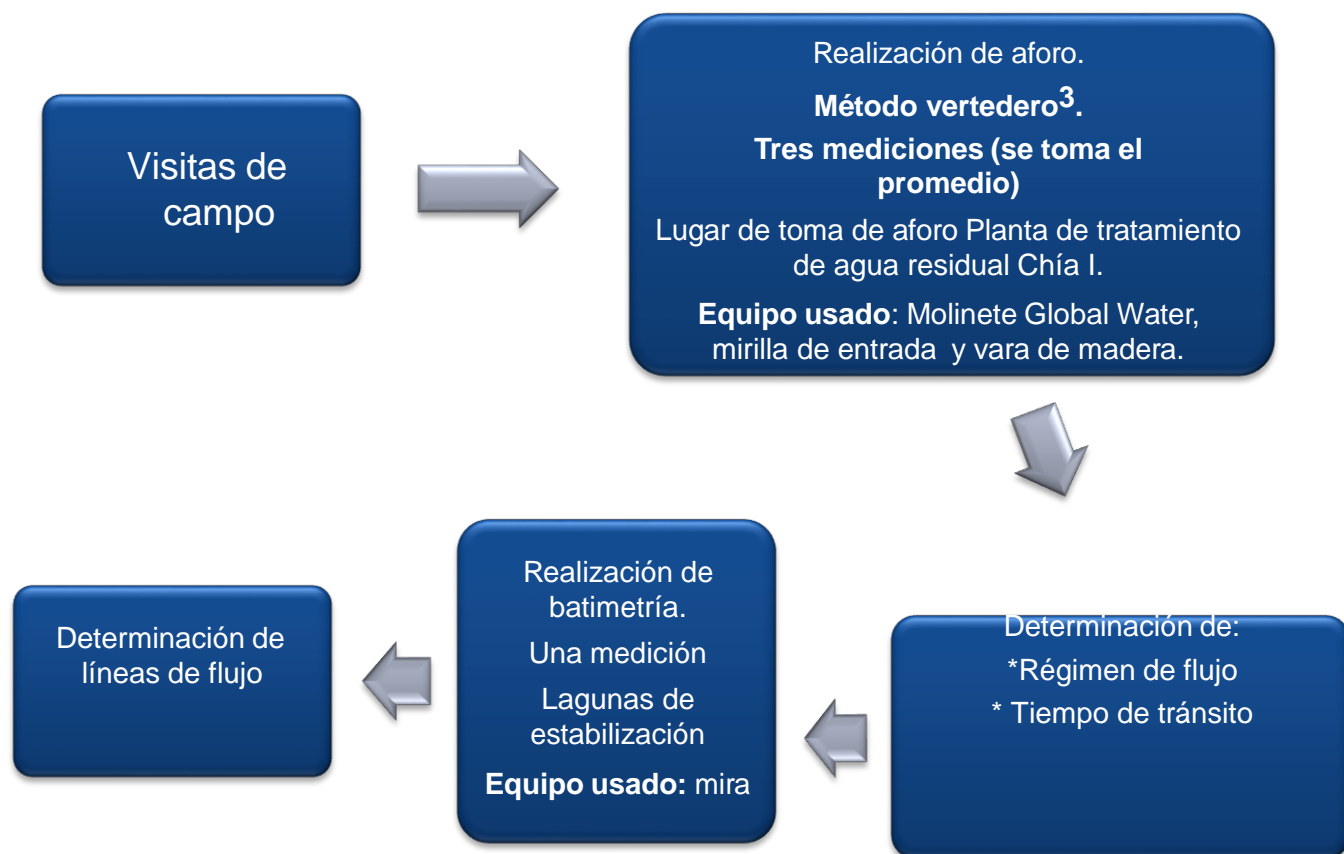 Visitas de
campo
Realización de aforo.
Método vertedero3.
Tres mediciones (se toma el
promedio)
Lugar de toma de aforo Planta de tratamiento
de agua residual Chía I.
Equipo usado: Molinete Global Water,
mirilla de entrada y vara de madera.
Determinación de:
*Régimen de flujo
* Tiempo de tránsito
Realización de
batimetría.
Una medición
Lagunas de
estabilización
Equipo usado: mira
Determinación de
líneas de flujo